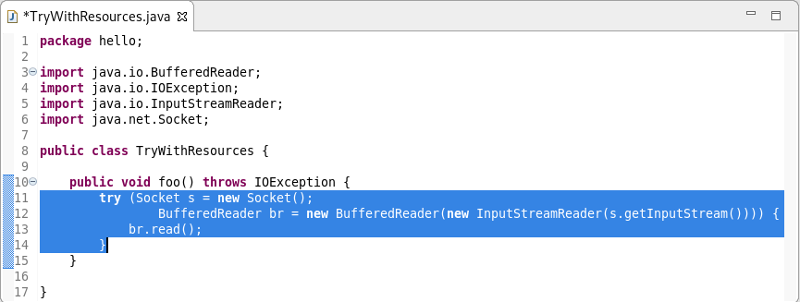 *TryWithResources.java
1 package hello;
2
3 import java.io.BufferedReader;
4 import java.io.IOException;
5 import java.io.InputStreamReader;
6 import java.net.Socket;
7
8 public class TryWithResources {
9
10     public void foo() throws IOException {
11         try (Socket s = new Socket();
12                 BufferedReader br = new BufferedReader(new InputStreamReader(s.getInputStream()))) {
13             br.read();
14         }
15     }
16
17 }